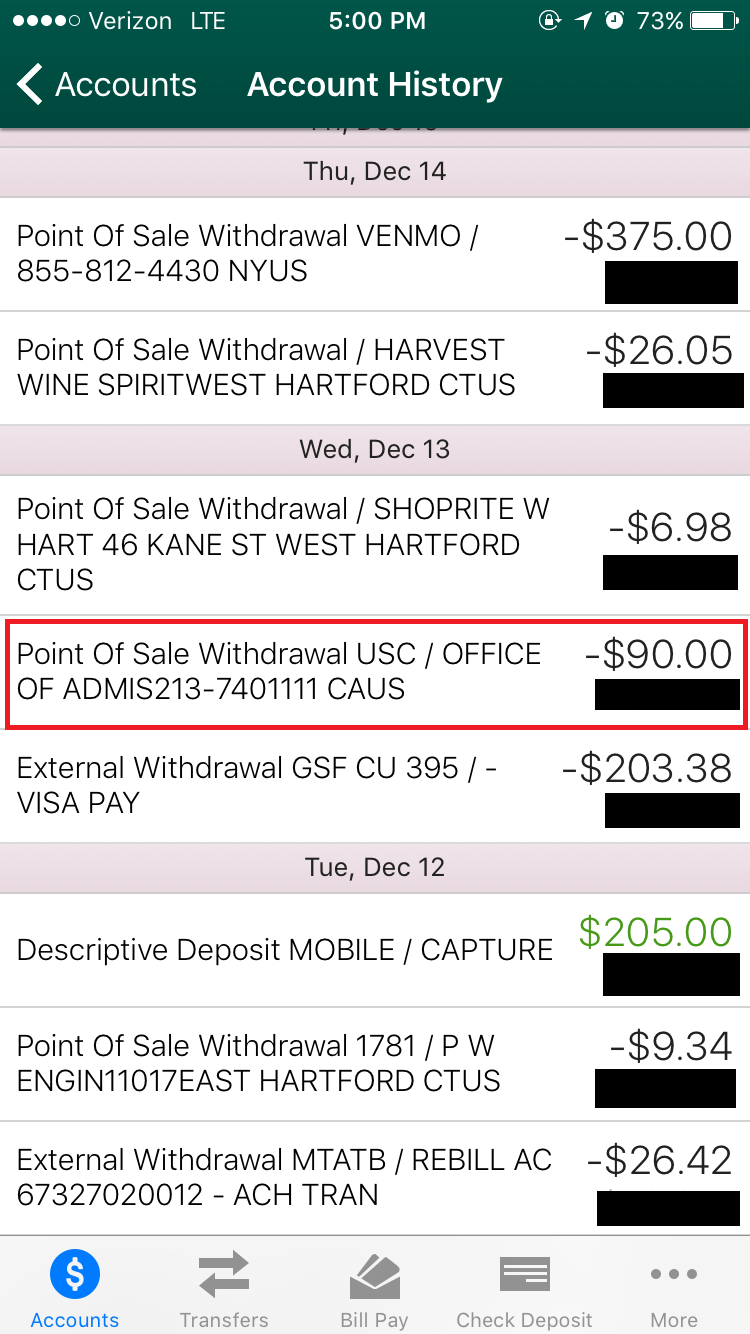 Verizon LTE 5:00 PM 73%
Accounts Account History
Thu, Dec 14
Point Of Sale Withdrawal VENMO / -$375.00
855-812-4430 NYUS
Point Of Sale Withdrawal / HARVEST -$26.05
WINE SPIRITWEST HARTFORD CTUS
Wed, Dec 13
Point Of Sale Withdrawal / SHOPRITE W
HART 46 KANE ST WEST HARTFORD -$6.98
CTUS
Point Of Sale Withdrawal USC / OFFICE -$90.00
OF ADMIS213-7401111 CAUS
External Withdrawal GSF CU 395 / - -$203.38
VISA PAY
Tue, Dec 12
Descriptive Deposit MOBILE / CAPTURE $205.00
Point Of Sale Withdrawal 1781 / P W -$9.34
ENGIN11017EAST HARTFORD CTUS
External Withdrawal MTATB / REBILL AC -$26.42
67327020012 - ACH TRAN
Accounts Transfers Bill Pay Check Deposit More